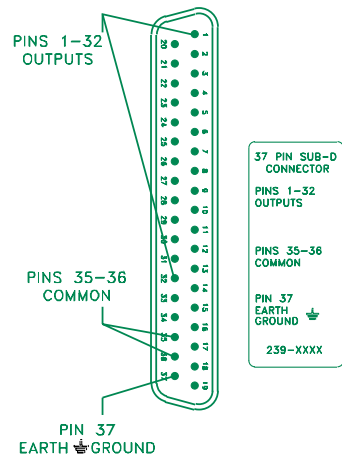 PINS 1-32
OUTPUTS
PINS 35-36
COMMON
PIN 37
EARTH GROUND
1
2
3
4
5
6
7
8
9
10
11
12
13
14
15
16
17
18
19
20
21
22
23
24
25
26
27
28
29
30
31
32
33
34
35
36
37
37 PIN SUB-D
CONNECTOR
PINS 1-32
OUTPUTS
PINS 35-36
COMMON
PIN 37
EARTH
GROUND
239-XXXX